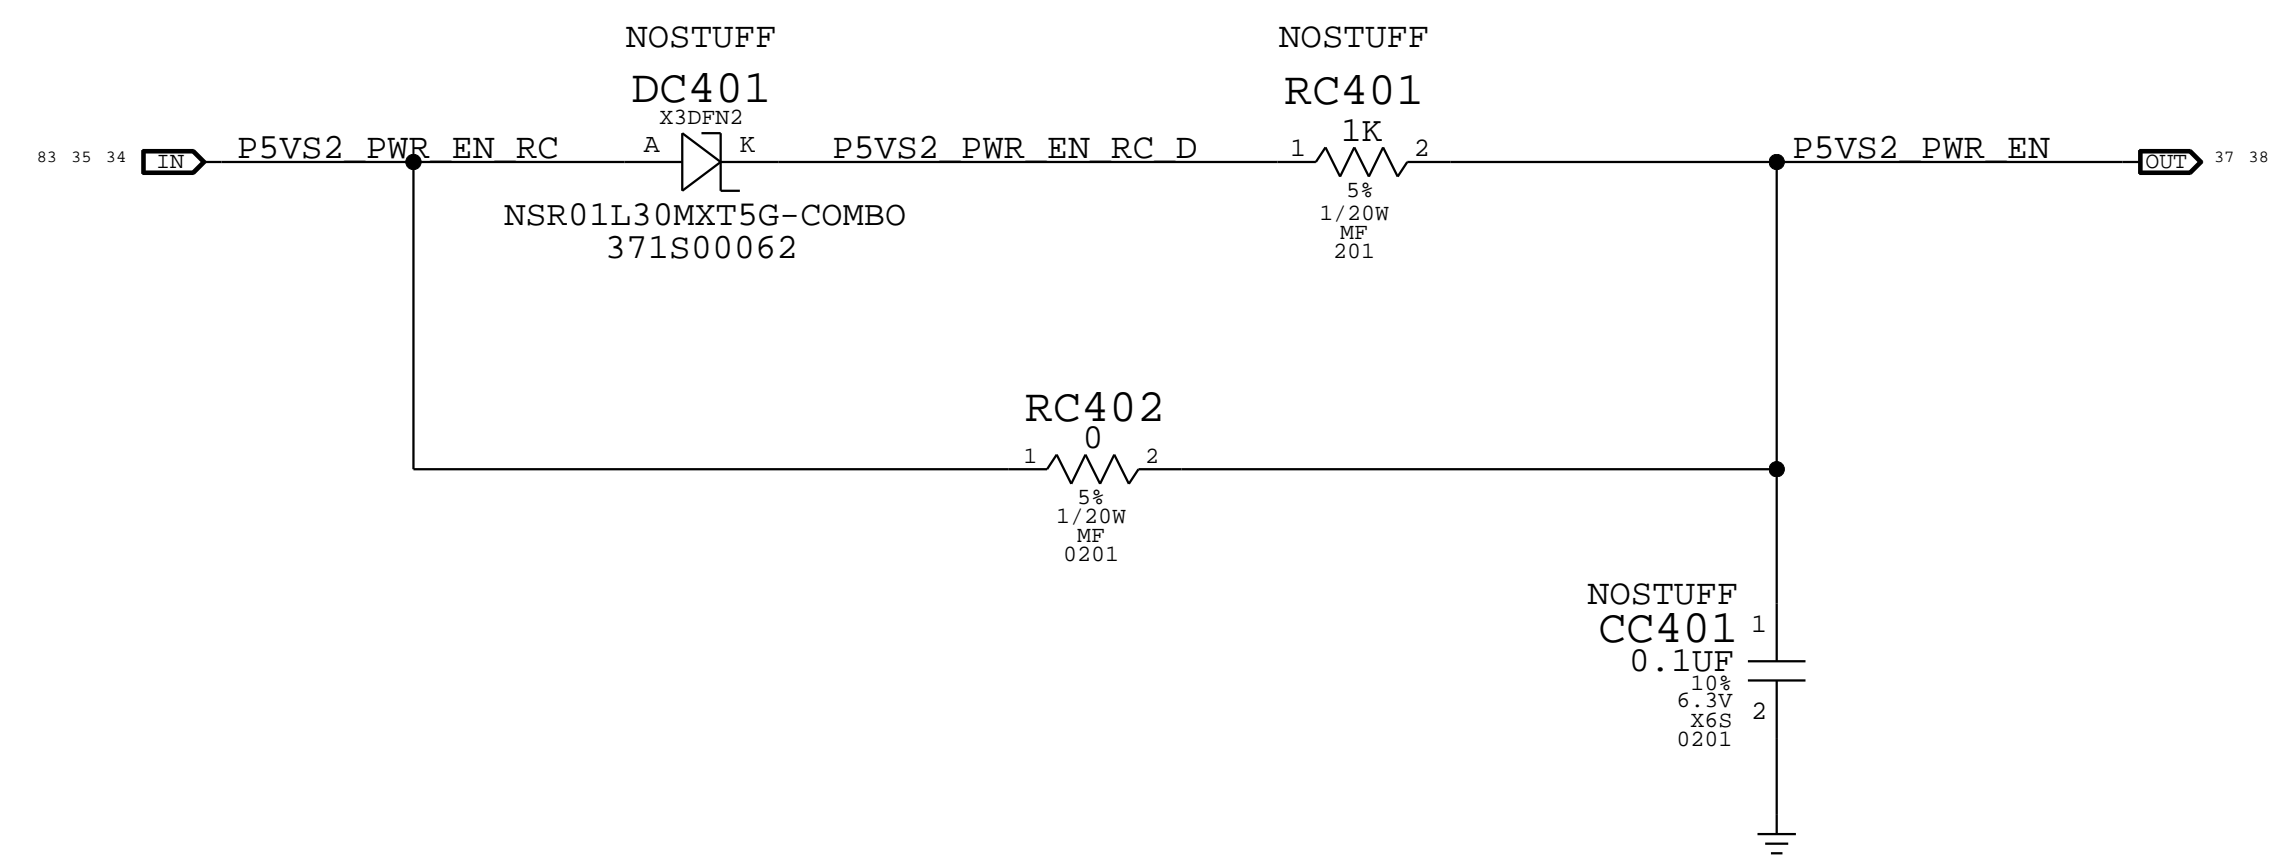 NOSTUFF
DC401
X3DFN2
NOSTUFF
RC401
1K
83 35 34
IN
P5VS2_PWR_EN_RC
A
K
P5VS2_PWR_EN_RC_D
1
2
P5VS2_PWR_EN
OUT
37 38
NSR01L30MXT5G-COMBO
371S00062
5%
1/20W
MF
201
RC402
0
1
2
5%
1/20W
MF
0201
NOSTUFF
CC401
0.1UF
10%
6.3V
X6S
0201
1
2